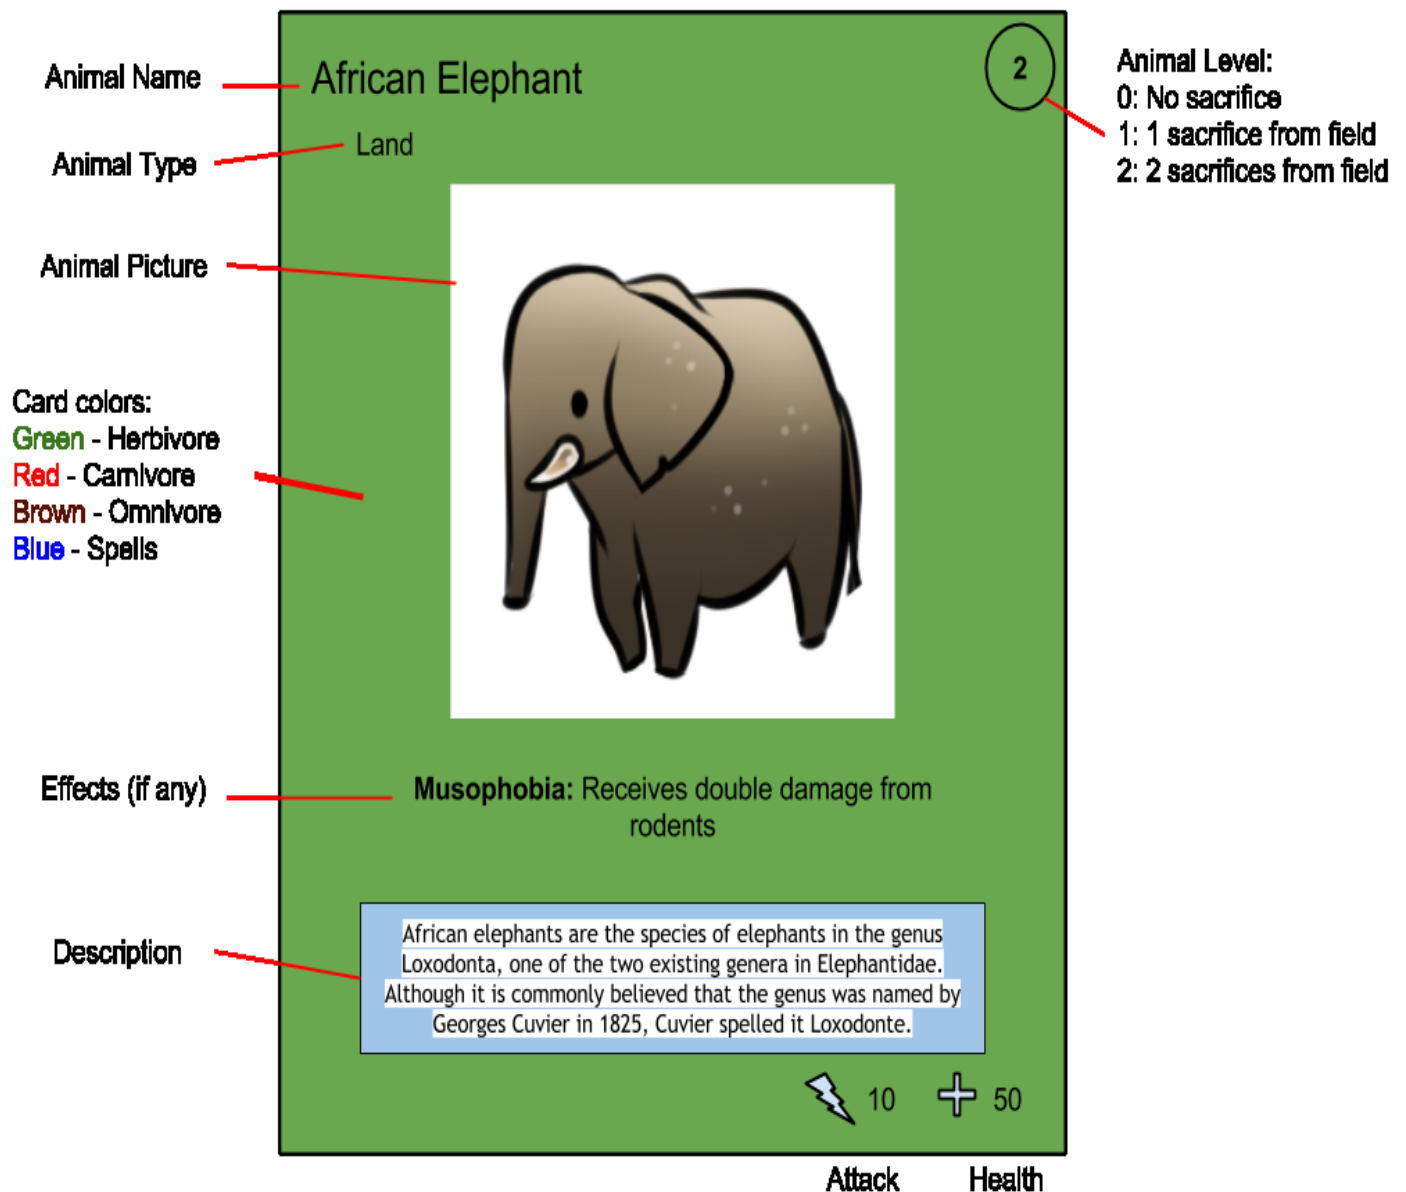 Animal Name
African Elephant
2
Animal Level:
0: No sacrifice
1: 1 sacrifice from field
2: 2 sacrifices from field
Animal Type
Land
Animal Picture
Card colors:
Green - Herbivore
Red - Carnivore
Brown - Omnivore
Blue - Spells
Effects (if any)
Musophobia: Receives double damage from
rodents
Description
African elephants are the species of elephants in the genus
Loxodonta, one of the two existing genera in Elephantidae.
Although it is commonly believed that the genus was named by
Georges Cuvier in 1825, Cuvier spelled it Loxodonte.
10 50
Attack Health